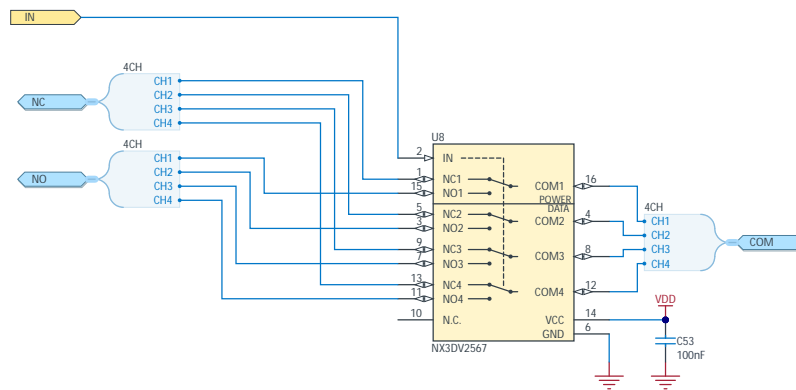 IN
4CH
CH1
CH2
CH3
CH4
NC
4CH
CH1
CH2
CH3
CH4
NO
U8
2 IN
1 NC1 COM1 16
15 NO1 POWER
DATA
5 NC2 COM2 4
3 NO2
9 NC3 COM3 8
7 NO3
13 NC4 COM4 12
11 NO4
10 N.C. VCC 14
GND 6
NX3DV2567
4CH
CH1
CH2
CH3
CH4
COM
VDD
C53
100nF